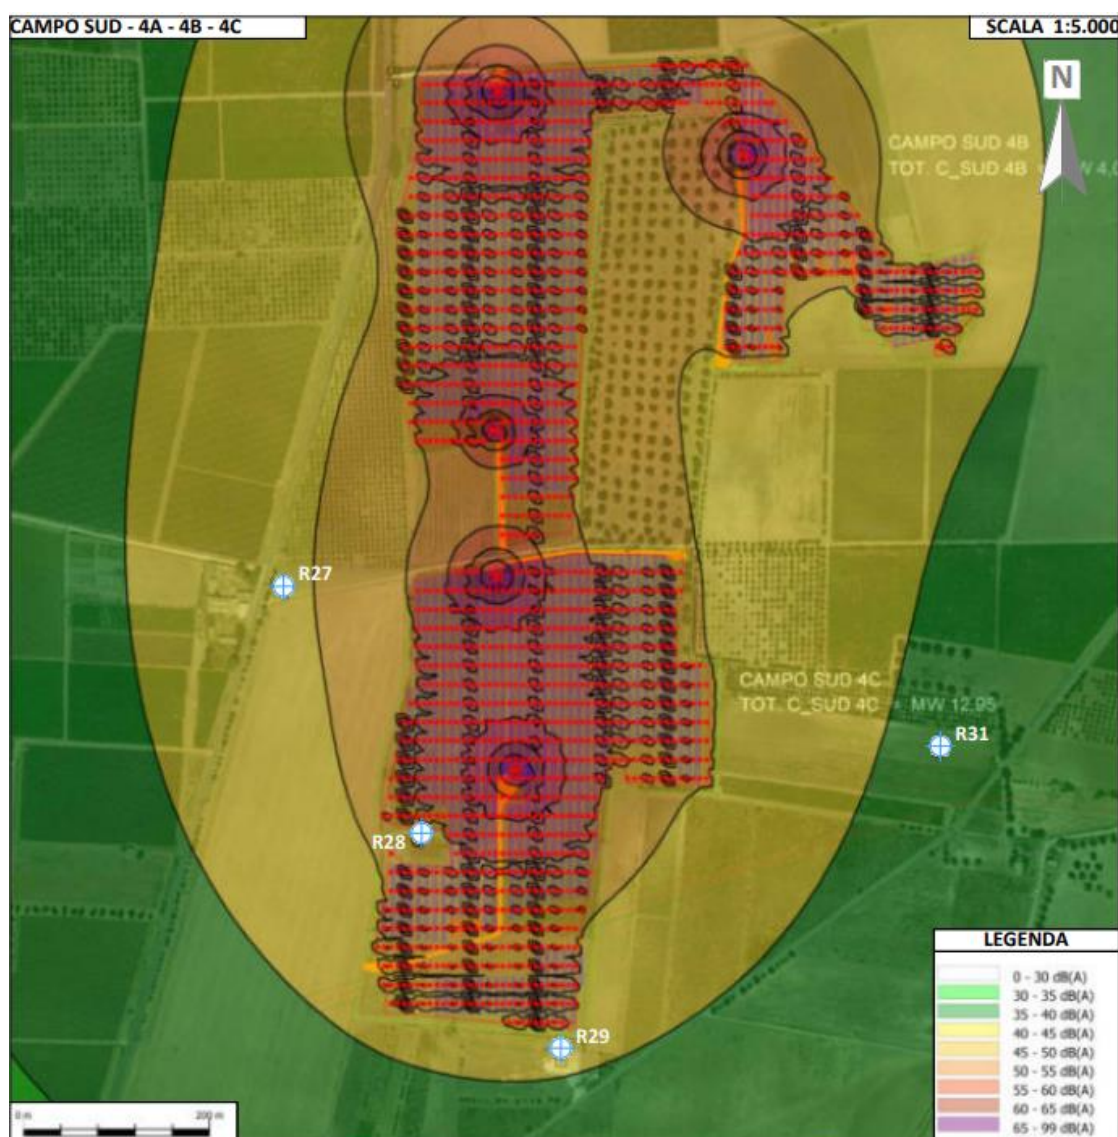 CAMPO SUD - 4A - 4B - 4C
SCALA 1:5.000
N
CAMPO SUD 4B
TOT. C_SUD 4B
W 4,0
R27
CAMPO SUD 4C
TOT. C_SUD 4C - MW 12,95
R31
R28
R29
LEGENDA
0 - 30 dB(A)
30 - 35 dB(A)
35 - 40 dB(A)
40 - 45 dB(A)
45 - 50 dB(A)
50 - 55 dB(A)
55 - 60 dB(A)
60 - 65 dB(A)
65 - 99 dB(A)
0 m 200 m